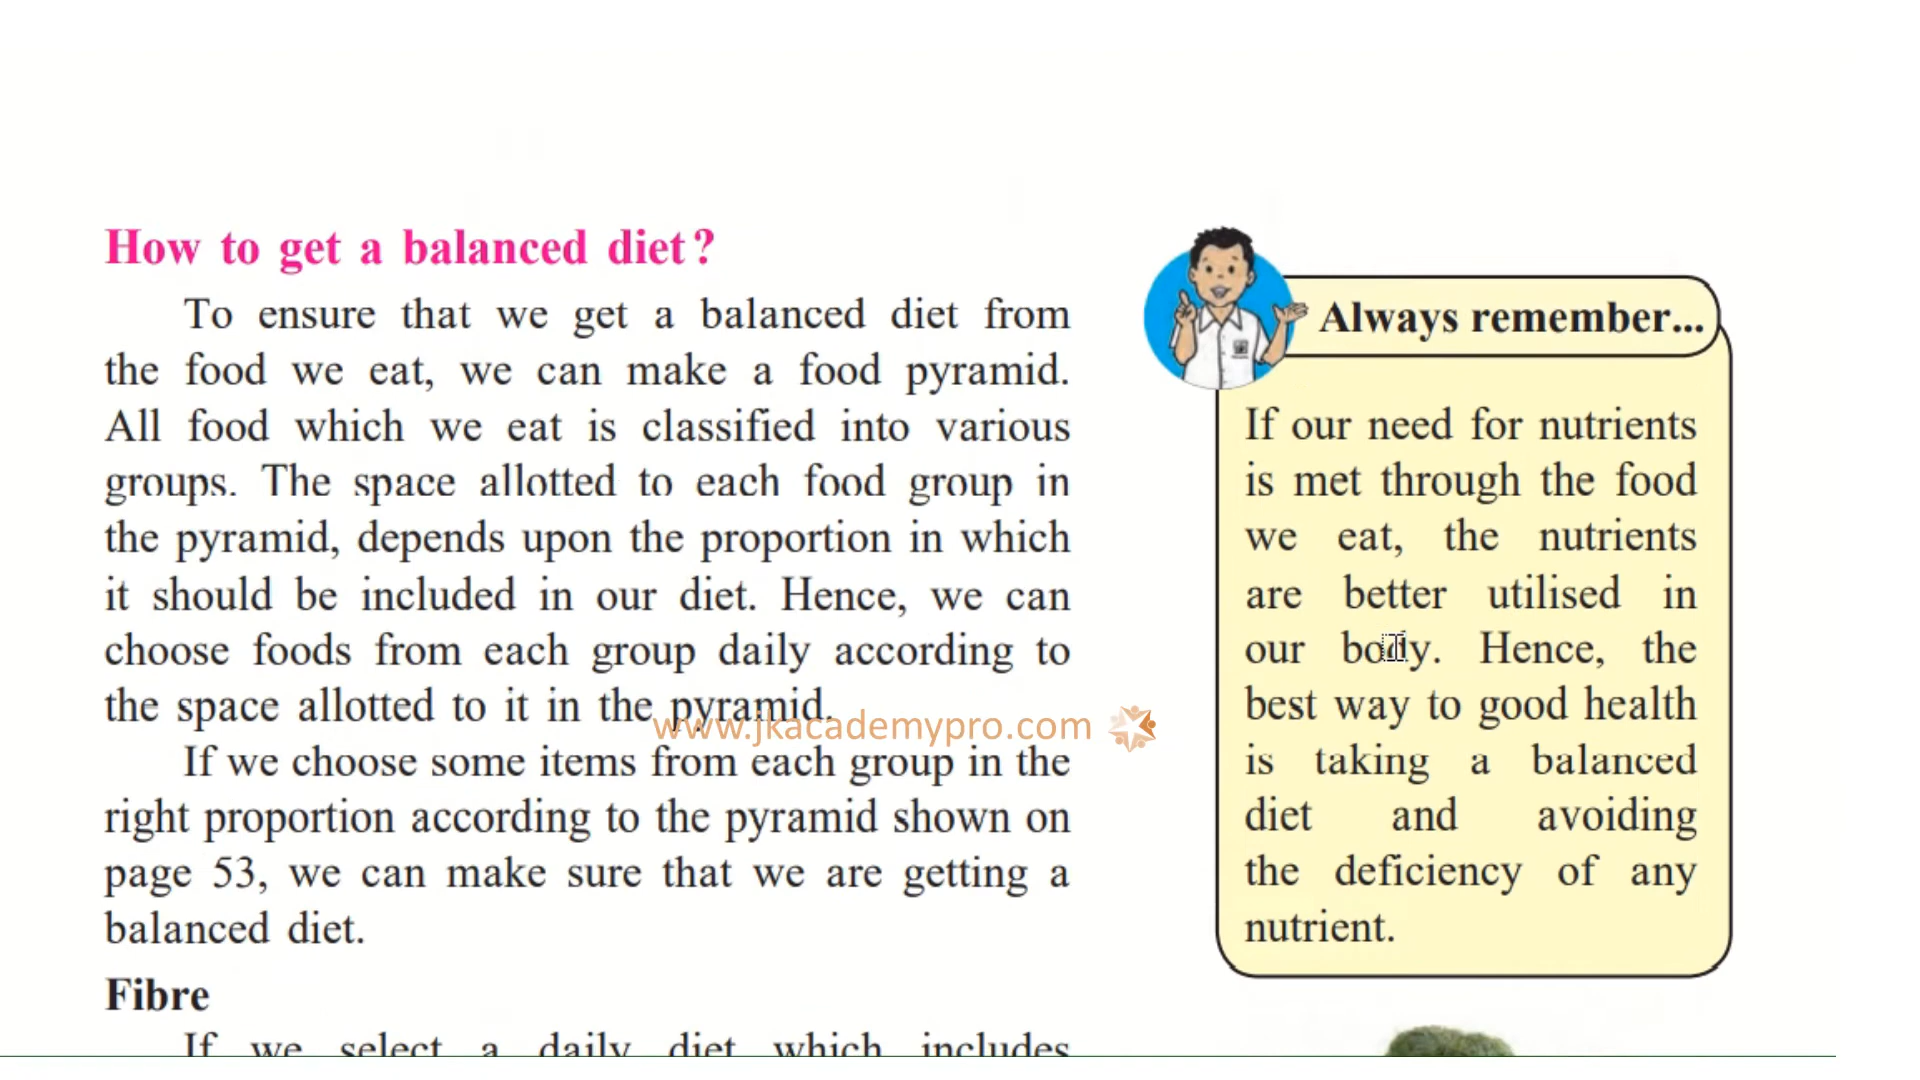 How to get a balanced diet?
To ensure that we get a balanced diet from
the food we eat, we can make a food pyramid.
All food which we eat is classified into various
groups. The space allotted to each food group in
the pyramid, depends upon the proportion in which
it should be included in our diet. Hence, we can
choose foods from each group daily according to
the space allotted to it in the pyramid.
www.jkacademypro.com
If we choose some items from each group in the
right proportion according to the pyramid shown on
page 53, we can make sure that we are getting a
balanced diet.
Fibre
If we select a daily diet which includes
Always remember...
If our need for nutrients
is met through the food
we eat, the nutrients
are better utilised in
our body. Hence, the
best way to good health
is taking a balanced
diet and avoiding
the deficiency of any
nutrient.